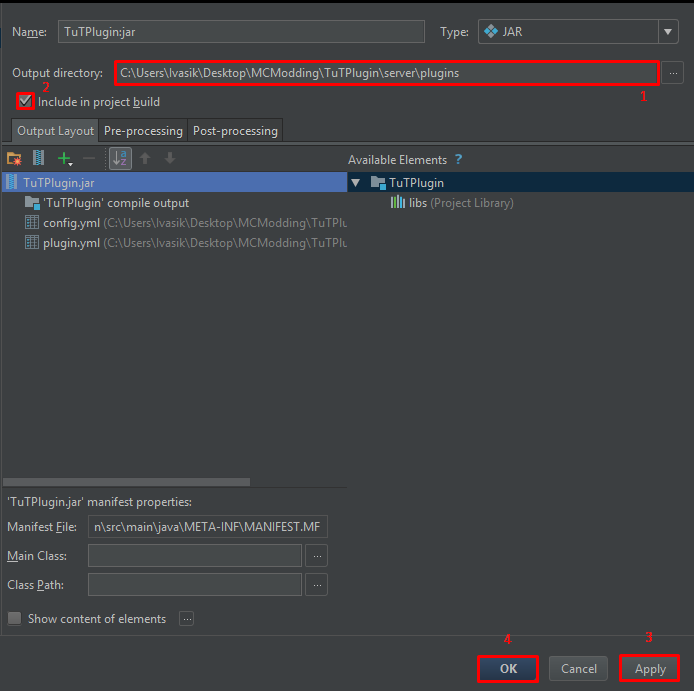 Name: TuTPlugin:jar Type: JAR
Output directory: C:\Users\Ivasik\Desktop\MCModding\TuTPlugin\server\plugins ...
2 1
Include in project build
Output Layout Pre-processing Post-processing
Available Elements ?
TuTPlugin.jar TuTPlugin
'TuTPlugin' compile output libs (Project Library)
config.yml (C:\Users\Ivasik\Desktop\MCModding\TuTPlu
plugin.yml (C:\Users\Ivasik\Desktop\MCModding\TuTPlu
'TuTPlugin.jar' manifest properties:
Manifest File: n\src\main\java\META-INF\MANIFEST.MF
Main Class: ...
Class Path: ...
Show content of elements ...
4 3
OK Cancel Apply